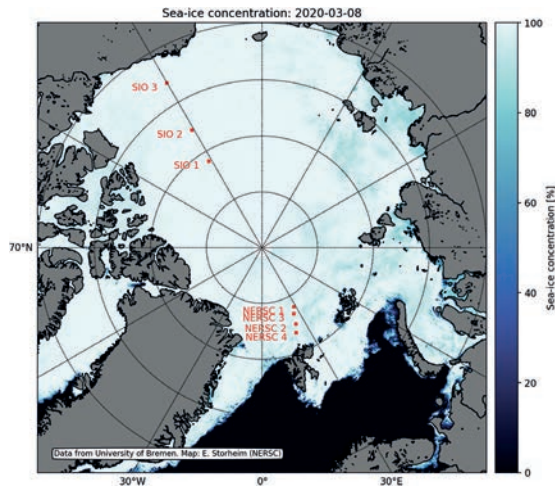 Sea-ice concentration: 2020-03-08
SIO 3
SIO 2
SIO 1
70°N
NERSC 1
NERSC 3
NERSC 2
NERSC 4
Data from University of Bremen. Map: E. Storheim (NERSC)
30°W
0°
30°E
100
80
60
40
20
0
Sea-ice concentration [%]